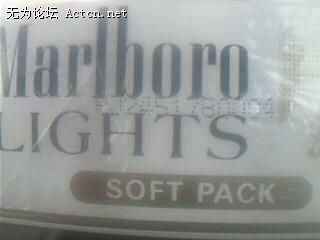 无为论坛 Actcn.net
Marlboro
LIGHTS
SOFT PACK